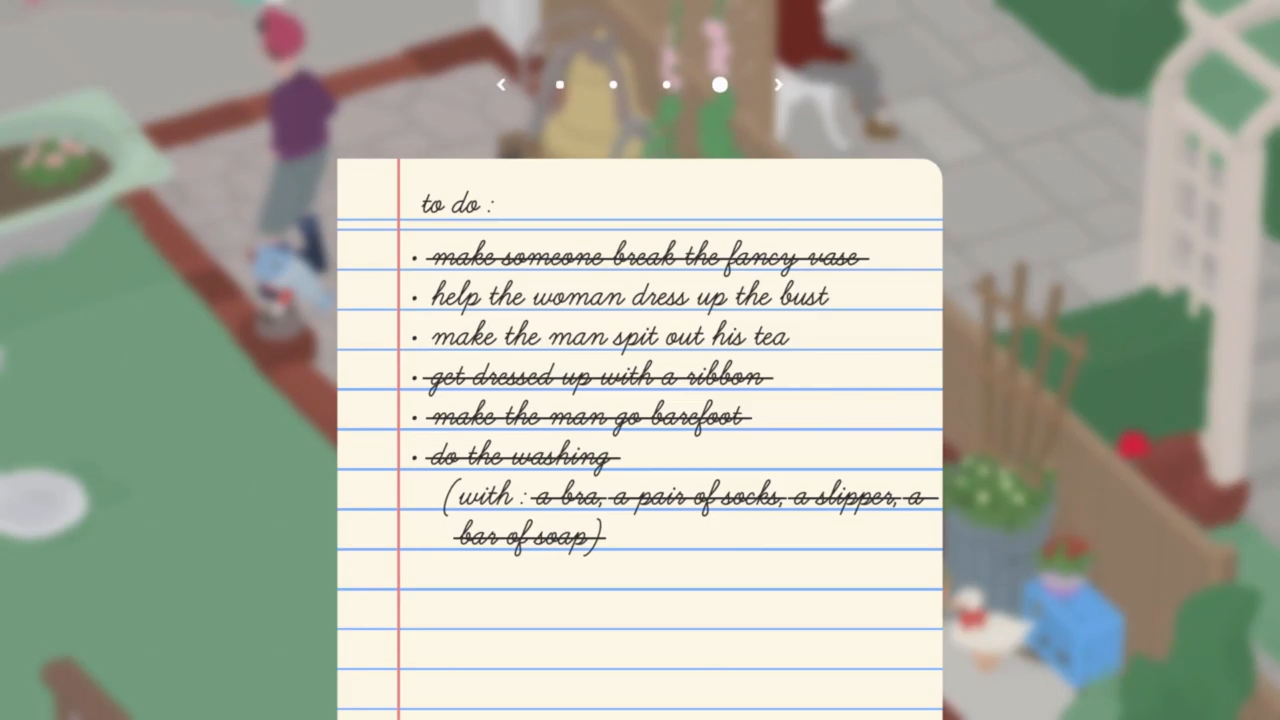 to do :
• make someone break the fancy vase
• help the woman dress up the bust
• make the man spit out his tea
• get dressed up with a ribbon
• make the man go barefoot
• do the washing
(with : a bra, a pair of socks, a slipper, a
bar of soap)